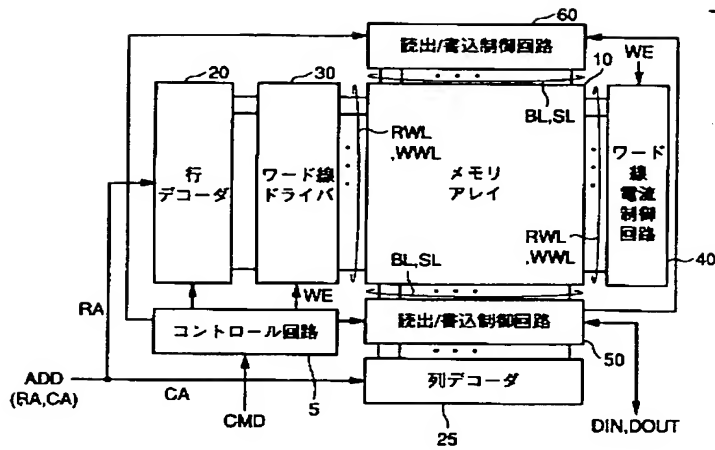 60
読出/書込制御回路
20
30
10
WE
BL,SL
RWL
,WWL
行
デコーダ
ワード線
ドライバ
メモリ
アレイ
ワード
線
電流
制御
回路
RWL
,WWL
40
BL,SL
RA
WE
コントロール回路
読出/書込制御回路
50
ADD
(RA,CA)
CA
5
列デコーダ
CMD
25
DIN,DOUT